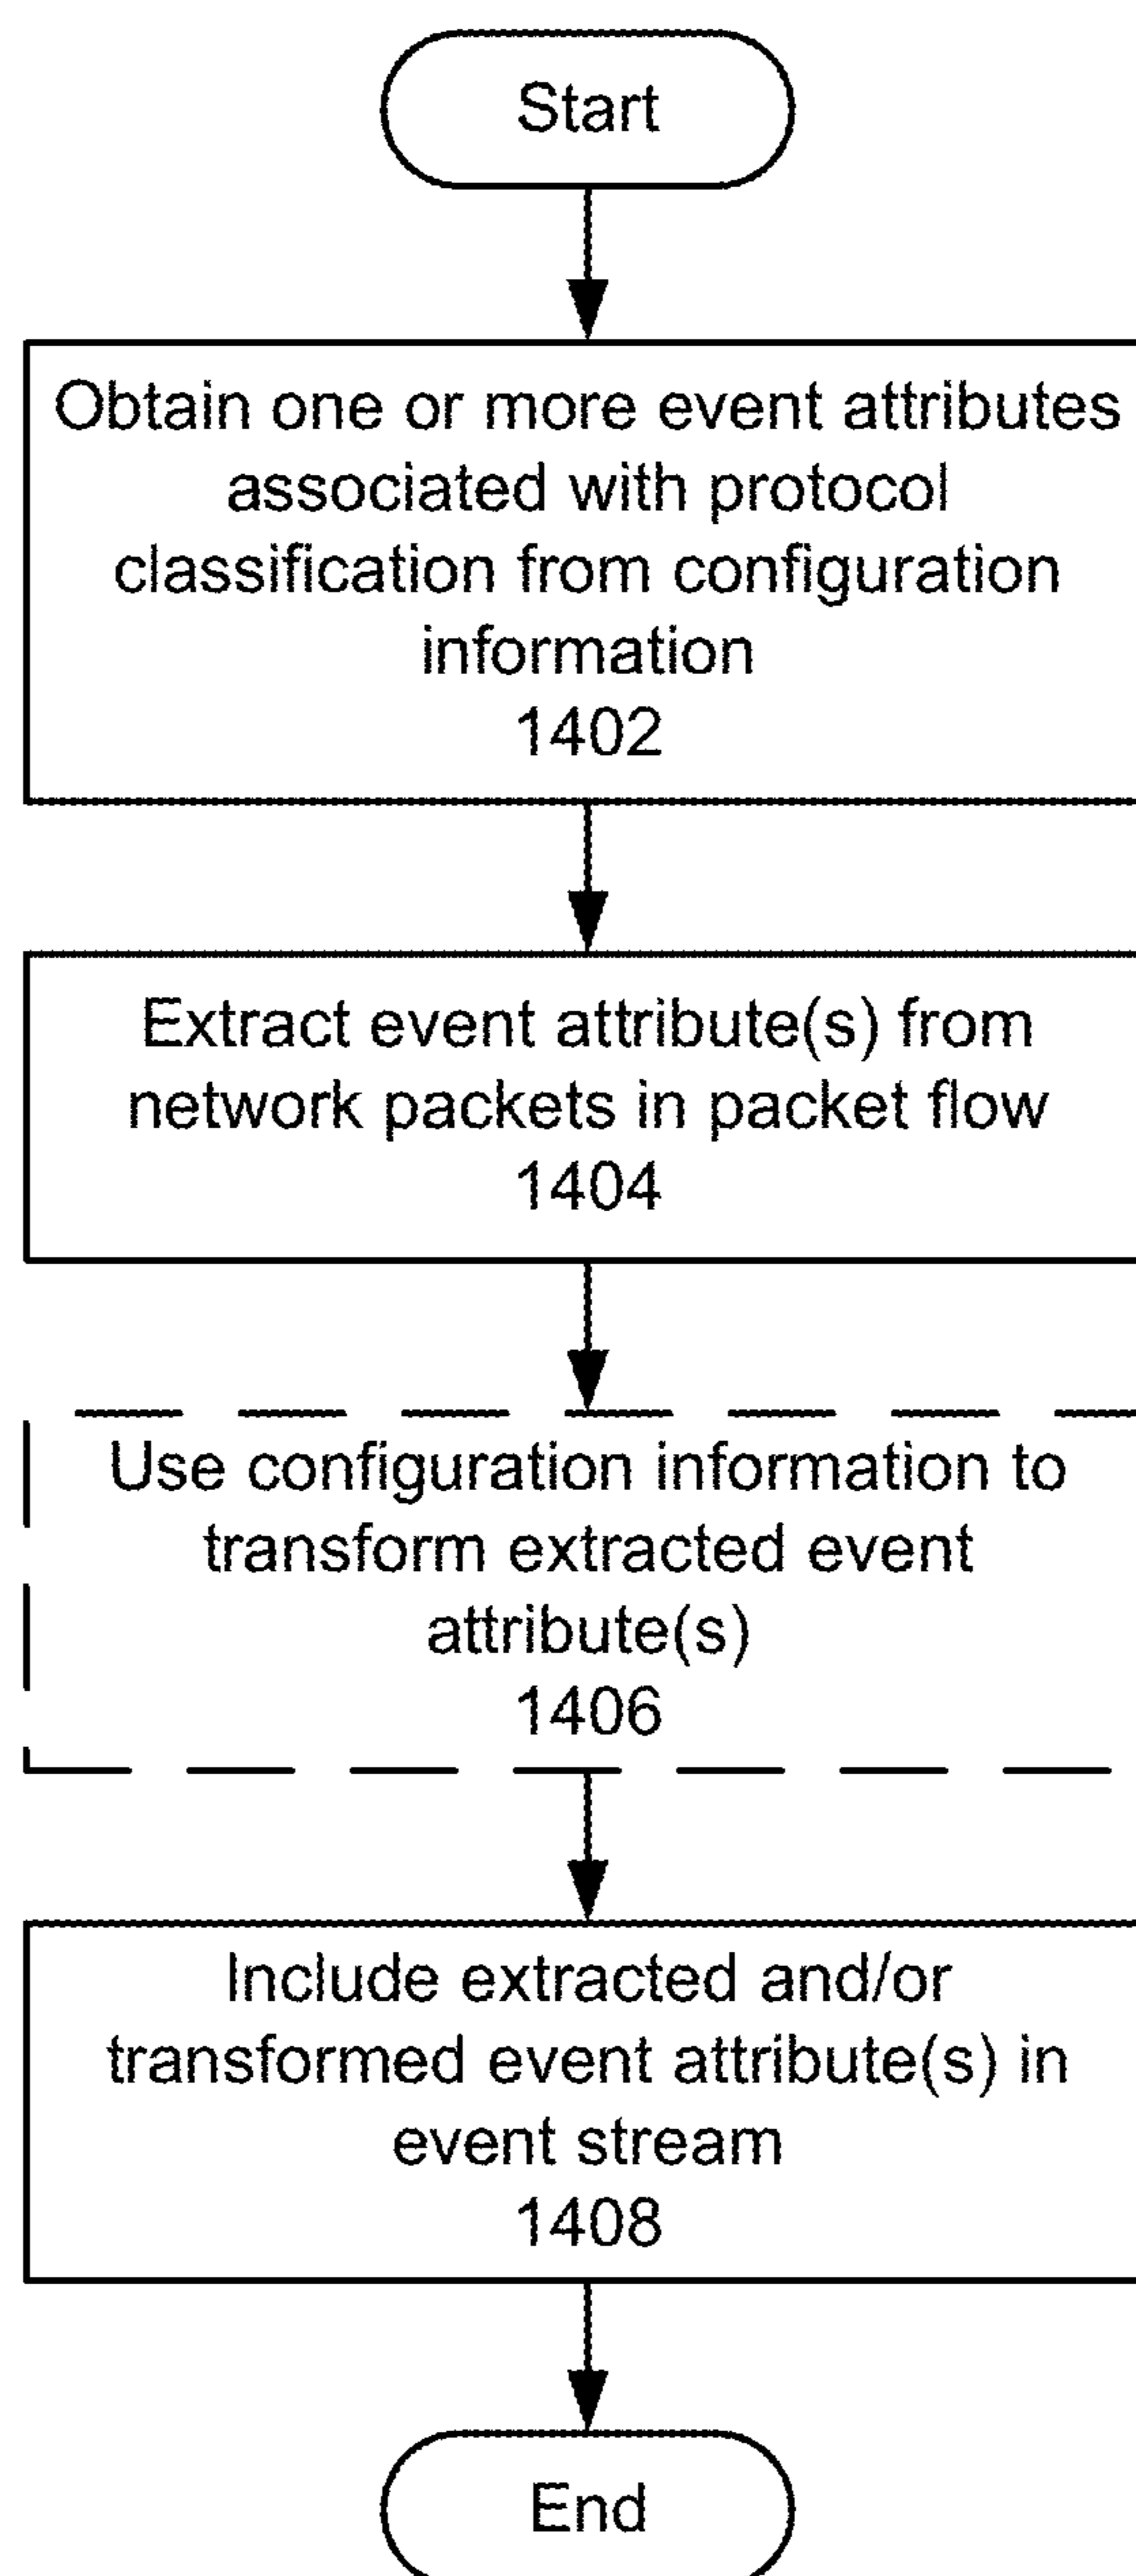 Start
Obtain one or more event attributes
associated with protocol
classification from configuration
information
1402
Extract event attribute(s) from
network packets in packet flow
1404
Use configuration information to
transform extracted event
attribute(s)
1406
Include extracted and/or
transformed event attribute(s) in
event stream
1408
End